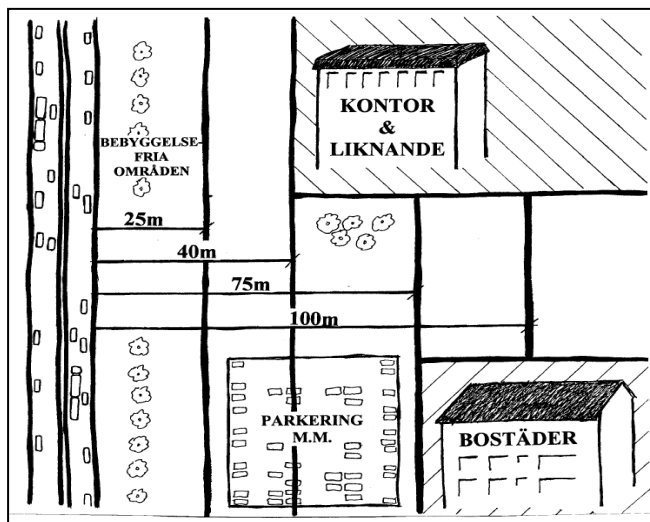 KONTOR
&
LIKNANDE
BEBYGGELSE-
FRIA
OMRÅDEN
25m
40m
75m
100m
PARKERING
M.M.
BOSTÄDER